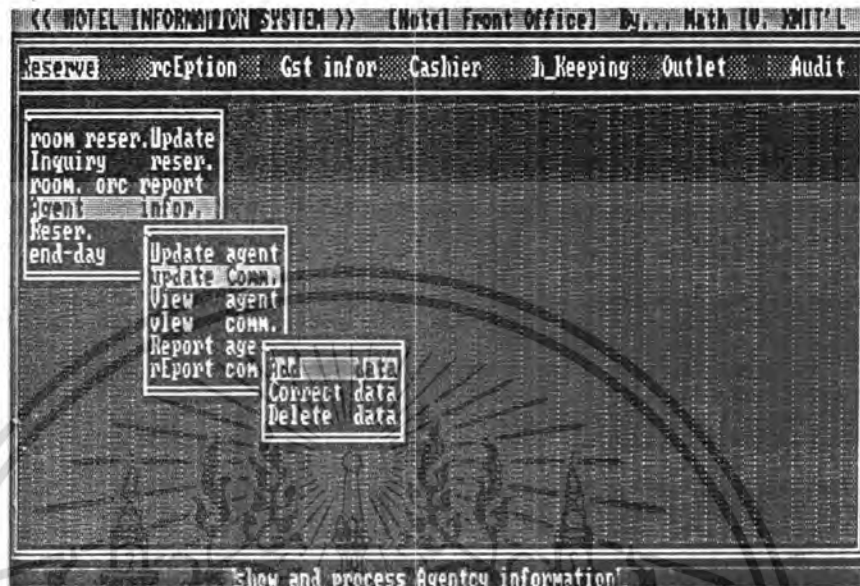 << HOTEL INFORMATION SYSTEM >> [Hotel Front Office] By... Math IV. KMIT'L
Reserve rcEption Gst infor Cashier h_Keeping Outlet Audit
room reser.Update
Inquiry reser.
room. orc report
Agent infor.
Reser.
end-day
Update agent
update Comm.
View agent
vIew comm.
Report age
rEport com
Add data
Correct data
Delete data
show and process Agentcy information